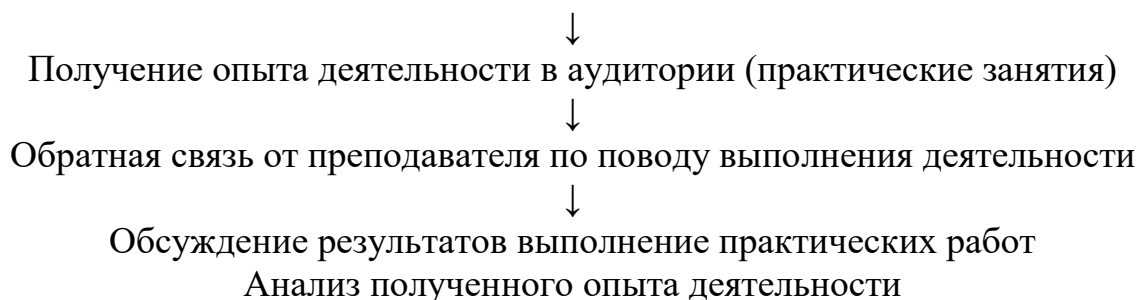 ↓
Получение опыта деятельности в аудитории (практические занятия)
↓
Обратная связь от преподавателя по поводу выполнения деятельности
↓
Обсуждение результатов выполнение практических работ
Анализ полученного опыта деятельности